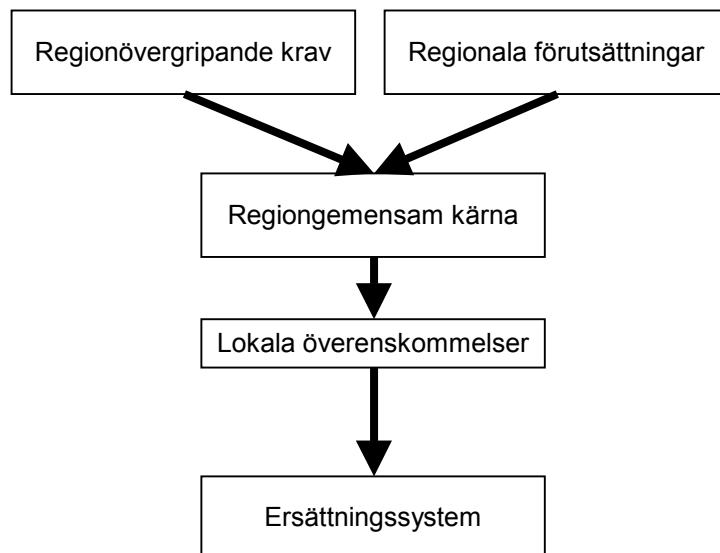 Regionövergripande krav
Regionala förutsättningar
Regiongemensam kärna
Lokala överenskommelser
Ersättningssystem